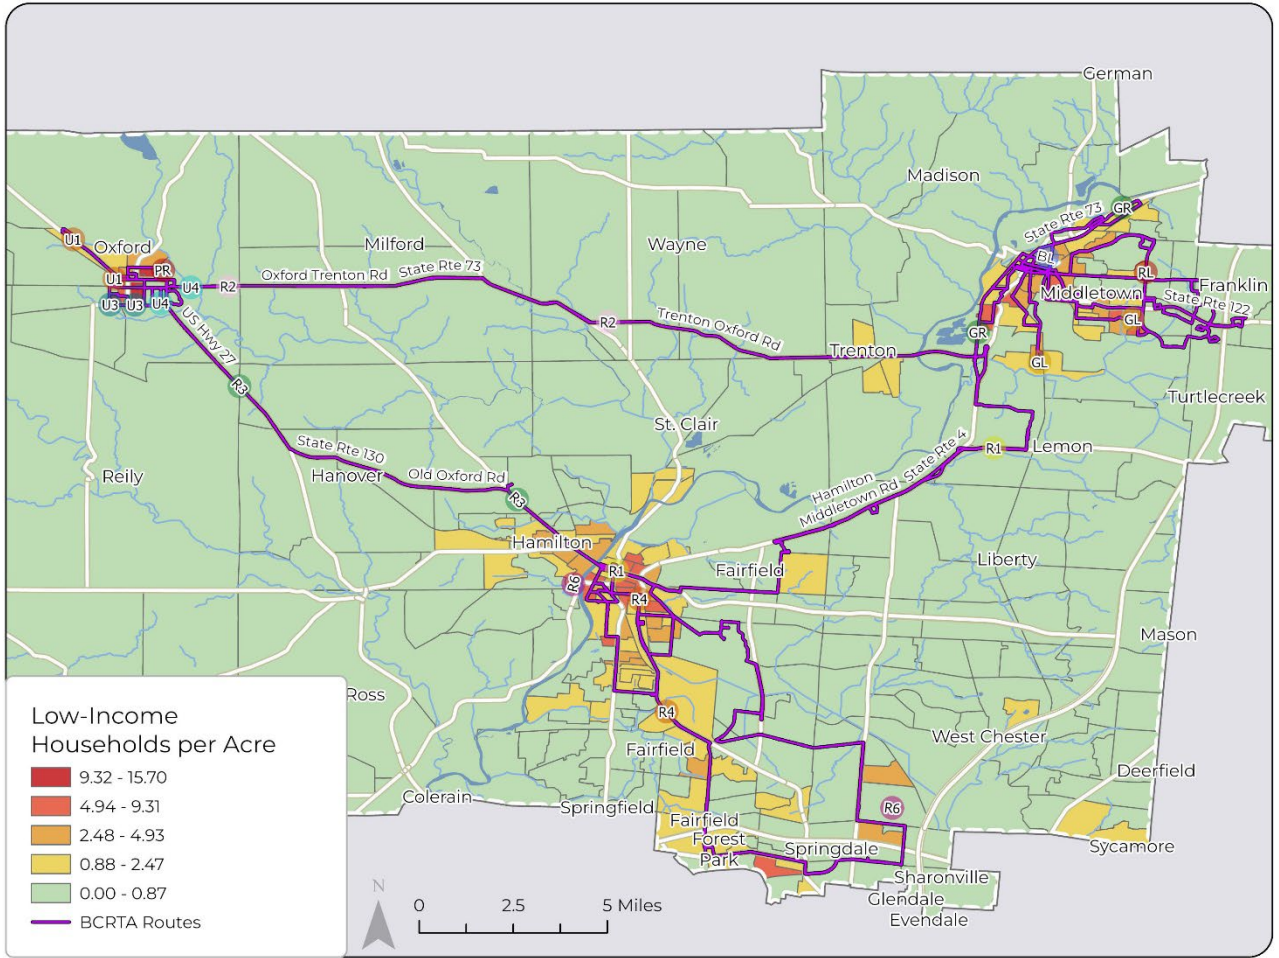 German
Madison
State Rte 73
GR
U1
Oxford
Milford
Wayne
BL
PR
U1
Oxford Trenton Rd
State Rte 73
RL
U4
R2
Franklin
Middletown
U3
U3
U4
State Rte 122
US Hwy 27
R2
Trenton Oxford Rd
GL
GR
Trenton
GL
R3
Turtlecreek
St. Clair
State Rte 130
State Rte 4
R1
Lemon
Reily
Hanover
Old Oxford Rd
R3
Hamilton
Middletown Rd
Hamilton
Liberty
R1
Fairfield
R6
R4
Mason
Ross
R4
West Chester
Fairfield
Deerfield
Colerain
Springfield
R6
Fairfield
Forest
Park
Springdale
Sycamore
Sharonville
Glendale
Evendale
Low-Income
Households per Acre
9.32 - 15.70
4.94 - 9.31
2.48 - 4.93
0.88 - 2.47
0.00 - 0.87
BCRTA Routes
N
0 2.5 5 Miles